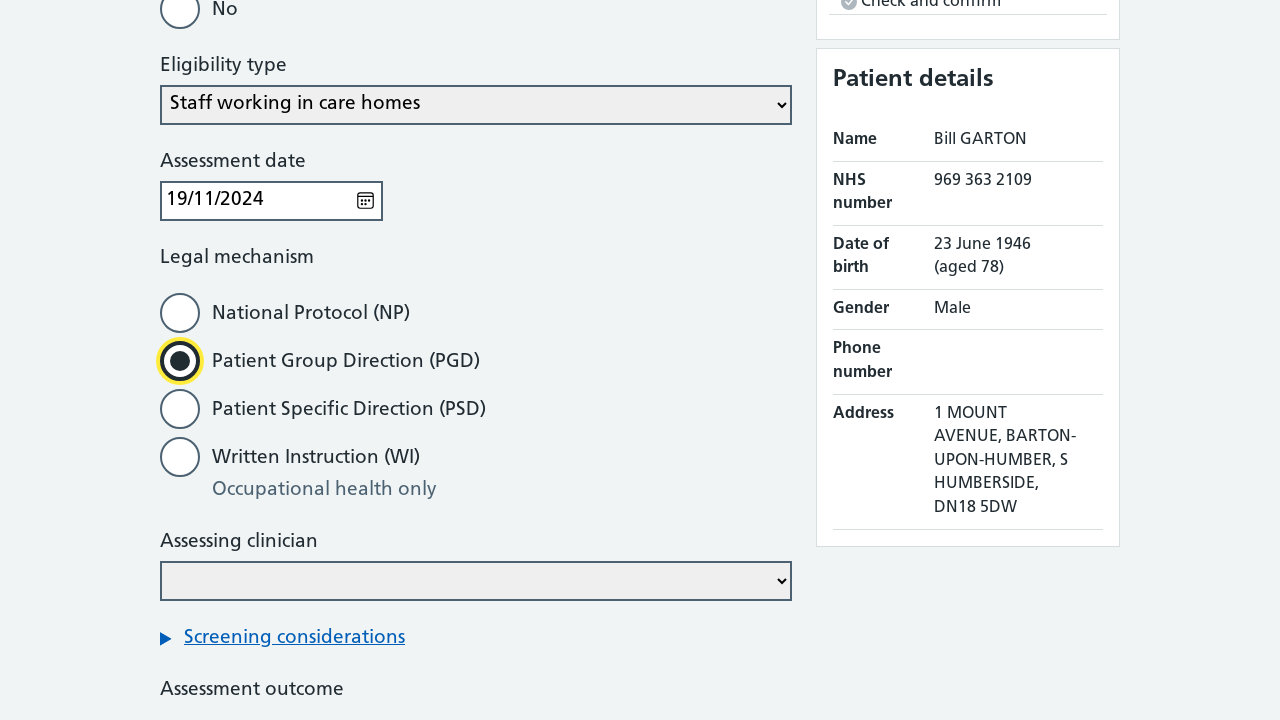 No
Eligibility type
Staff working in care homes
Assessment date
19/11/2024
Legal mechanism
National Protocol (NP)
Patient Group Direction (PGD)
Patient Specific Direction (PSD)
Written Instruction (WI)
Occupational health only
Assessing clinician
Screening considerations
Assessment outcome
Check and confirm
Patient details
Name Bill GARTON
NHS number 969 363 2109
Date of birth 23 June 1946 (aged 78)
Gender Male
Phone number
Address 1 MOUNT
AVENUE, BARTON-
UPON-HUMBER, S
HUMBERSIDE,
DN18 5DW